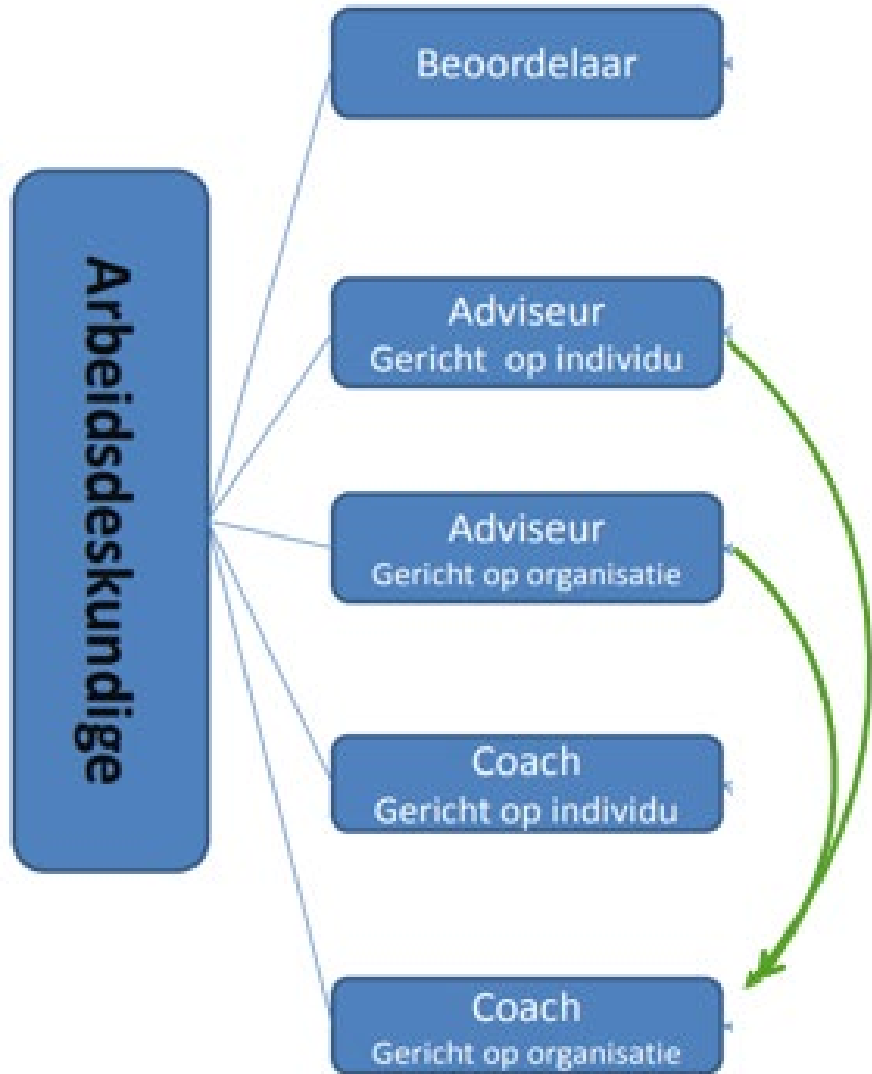 Arbeidsdeskundige
Beoordelaar
Adviseur
Gericht op individu
Adviseur
Gericht op organisatie
Coach
Gericht op individu
Coach
Gericht op organisatie